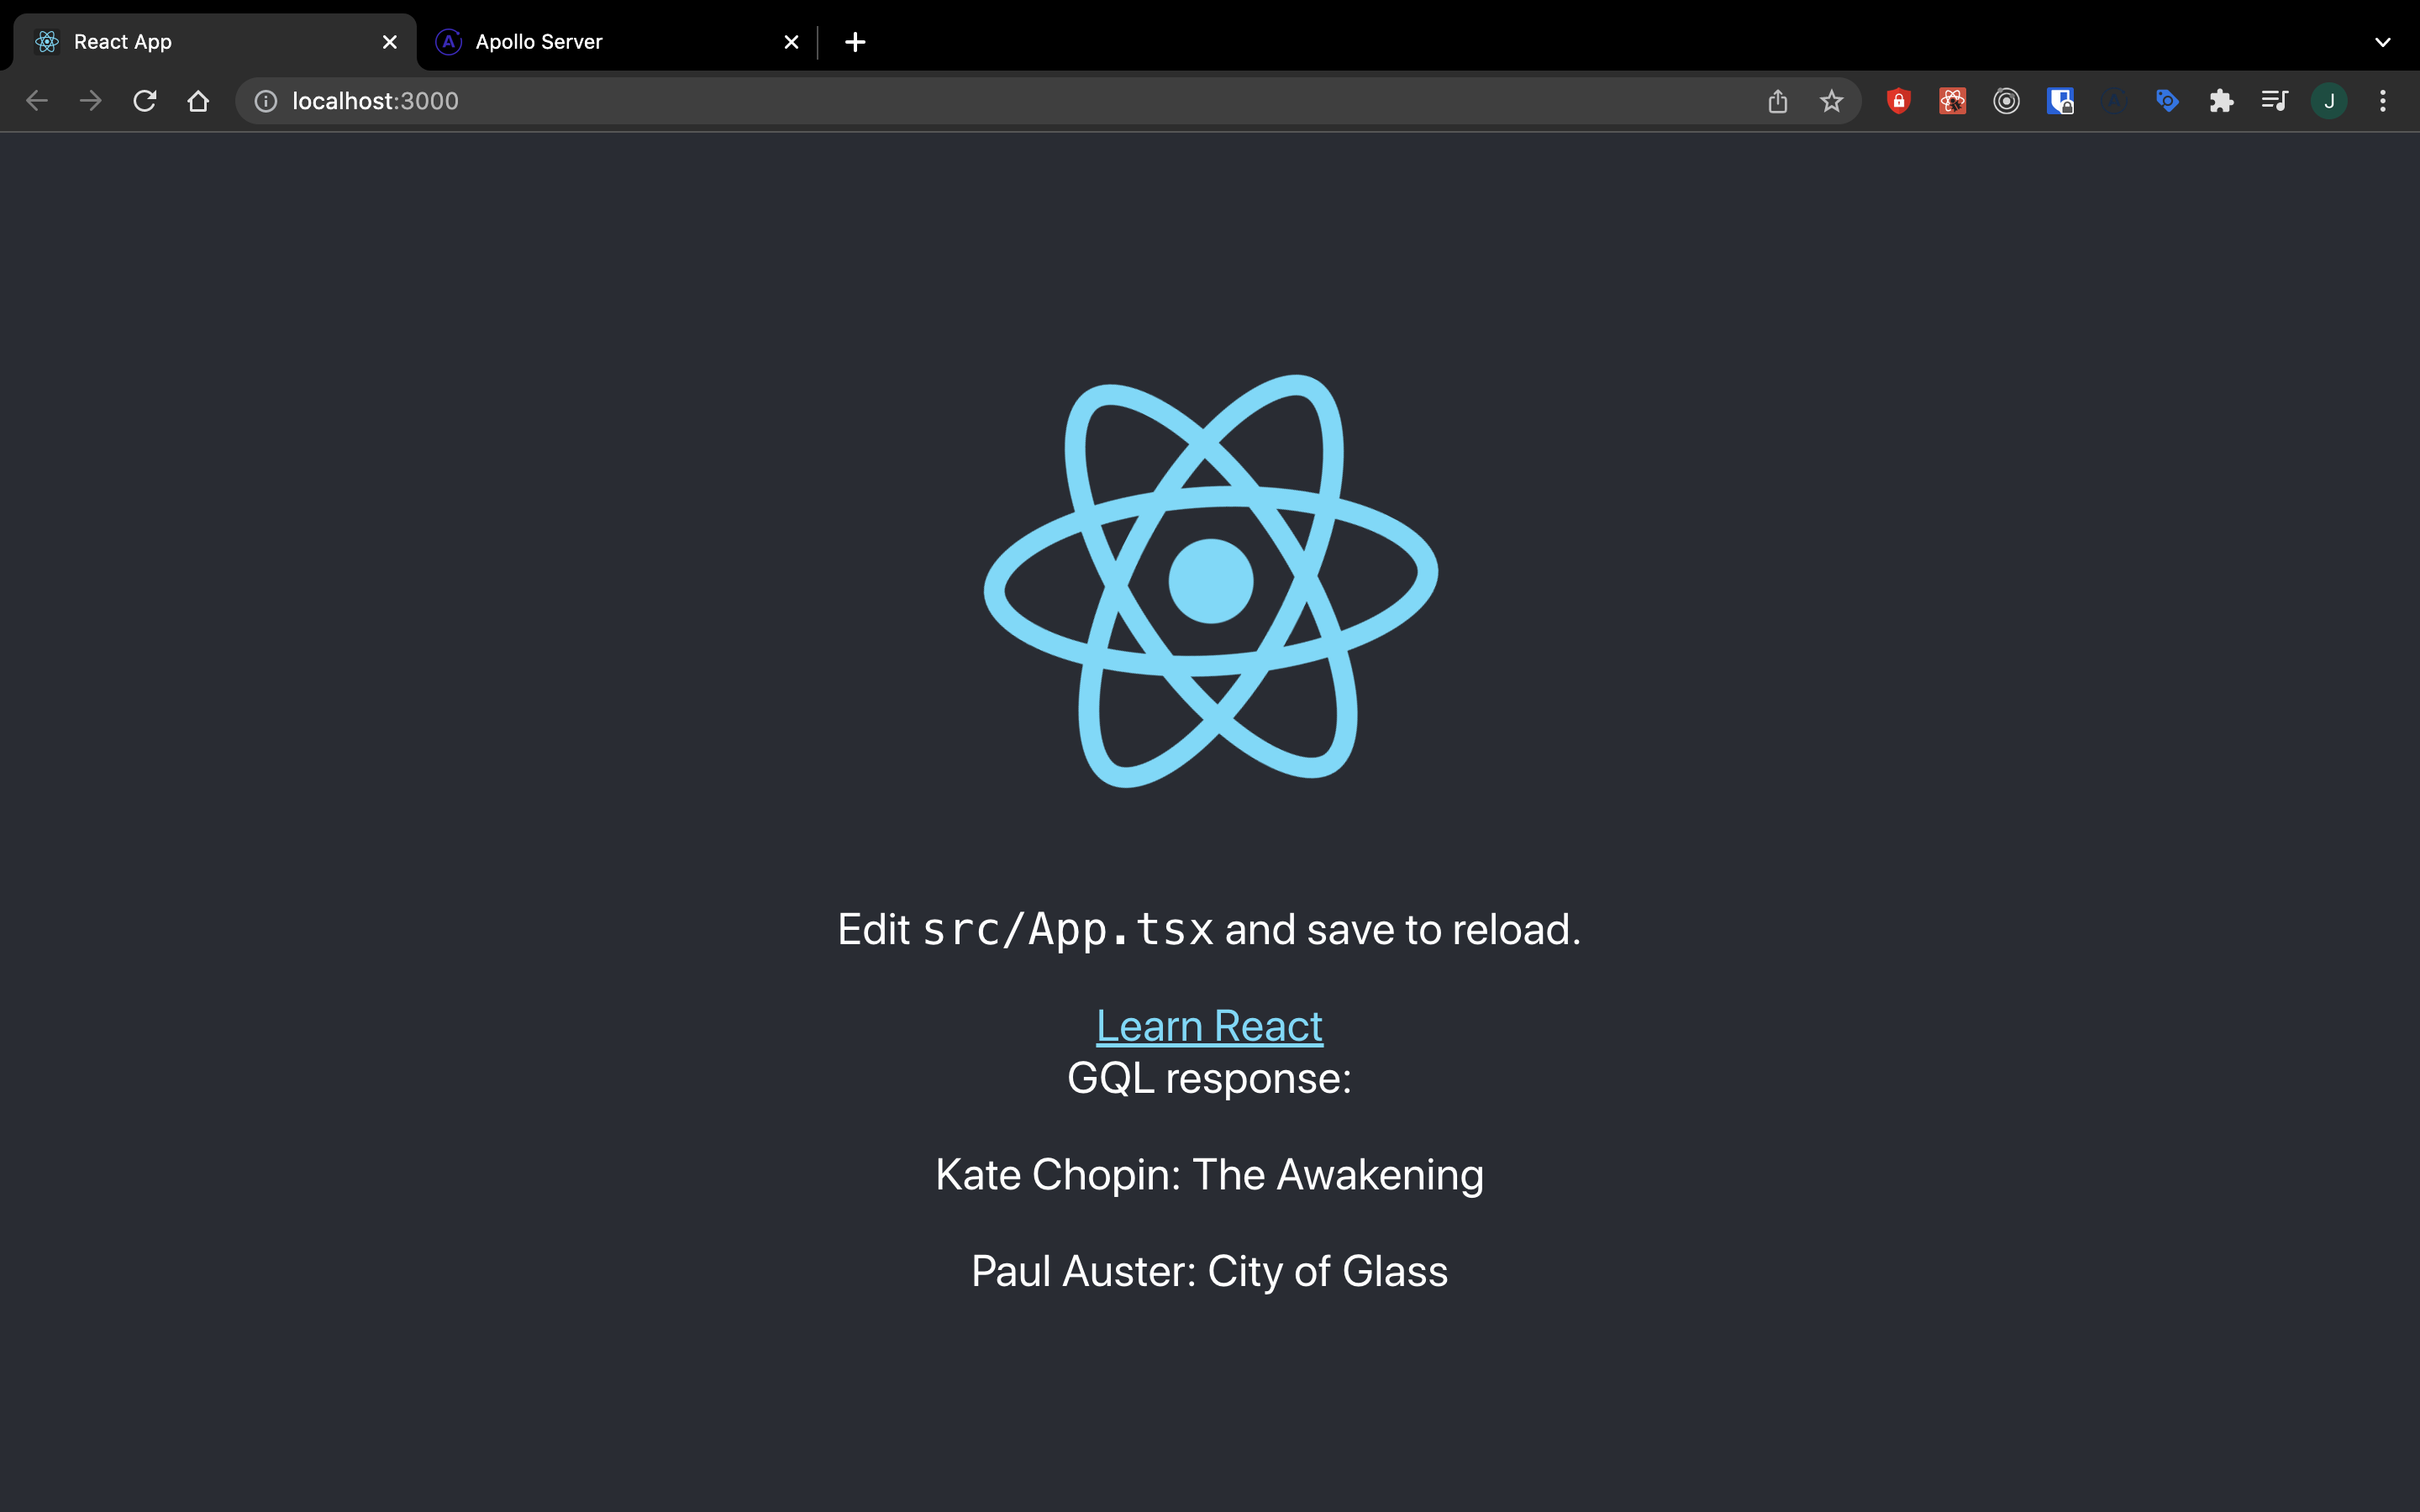 React App
Apollo Server
localhost:3000
J
Edit src/App.tsx and save to reload.
Learn React
GQL response:
Kate Chopin: The Awakening
Paul Auster: City of Glass